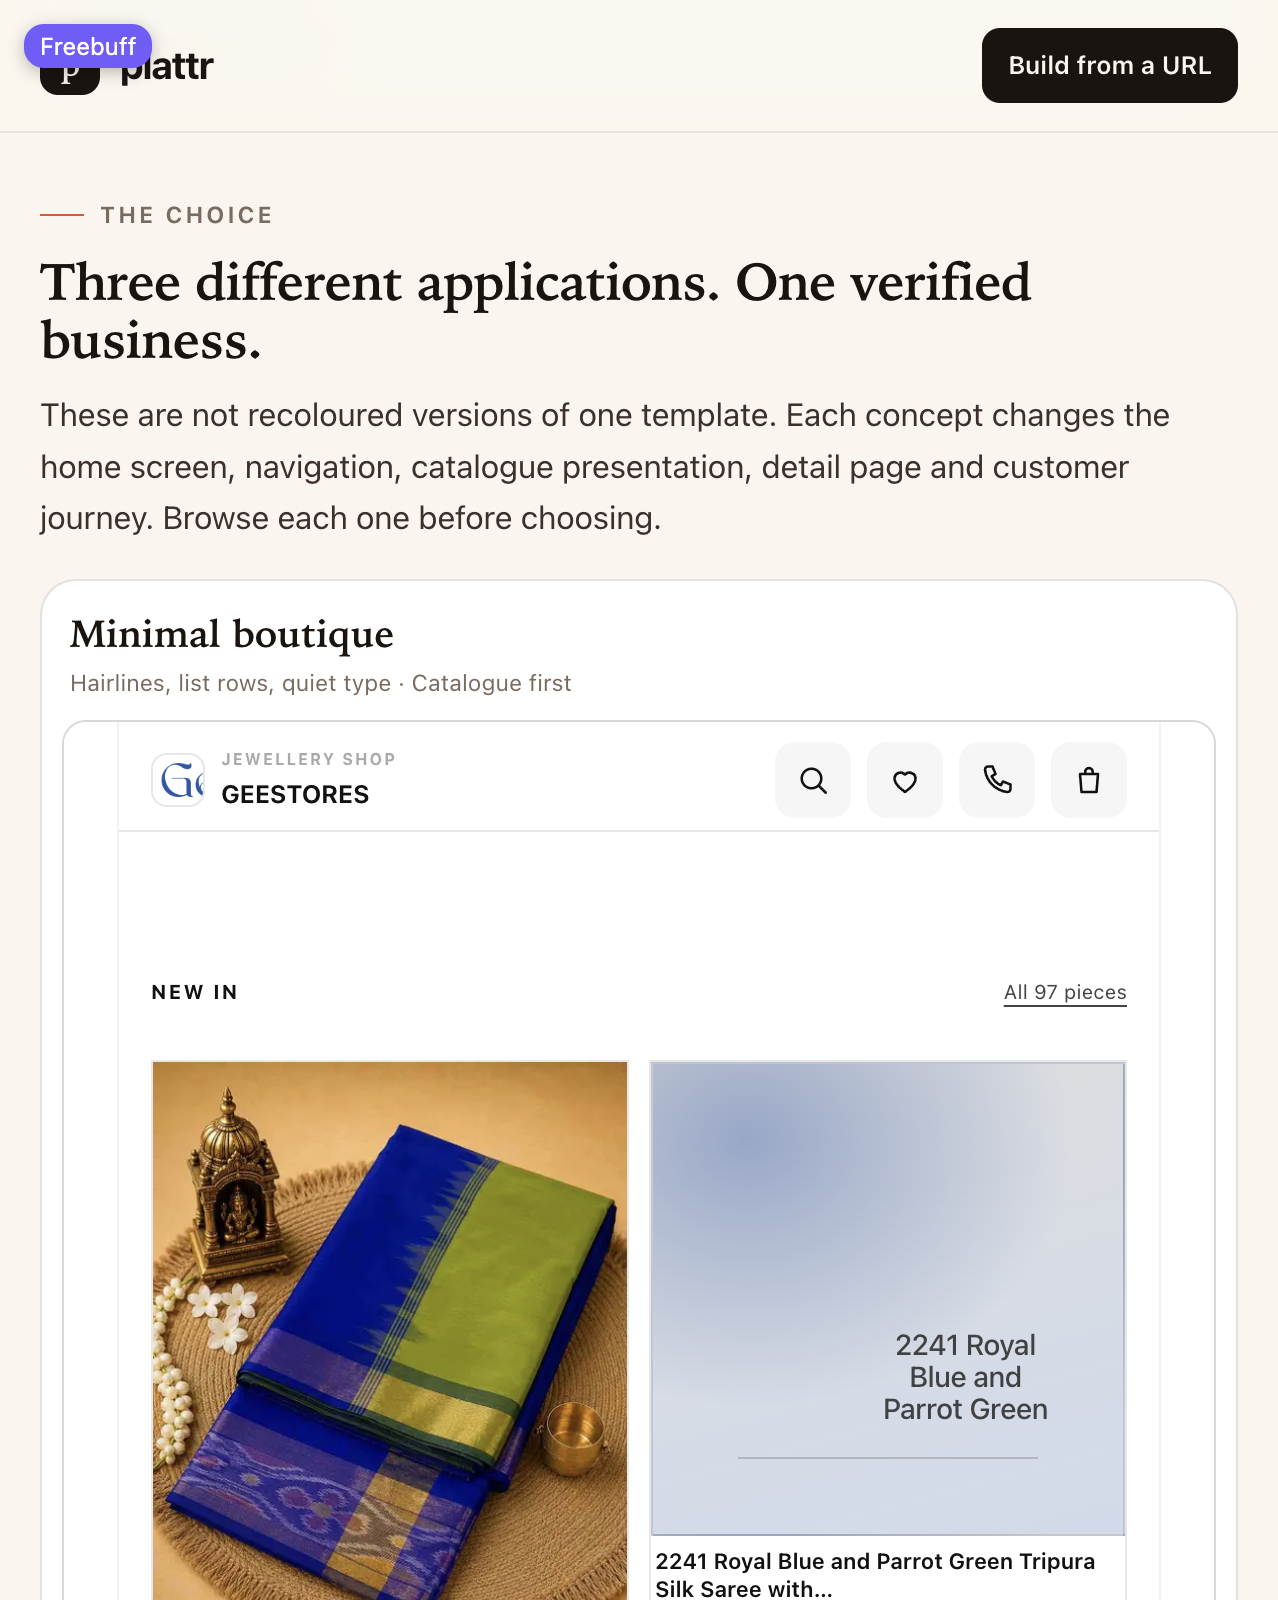 Freebuff
plattr
Build from a URL
THE CHOICE
Three different applications. One verified
business.
These are not recoloured versions of one template. Each concept changes the
home screen, navigation, catalogue presentation, detail page and customer
journey. Browse each one before choosing.
Minimal boutique
Hairlines, list rows, quiet type · Catalogue first
Ge
JEWELLERY SHOP
GEESTORES
NEW IN
All 97 pieces
2241 Royal
Blue and
Parrot Green
2241 Royal Blue and Parrot Green Tripura
Silk Saree with...